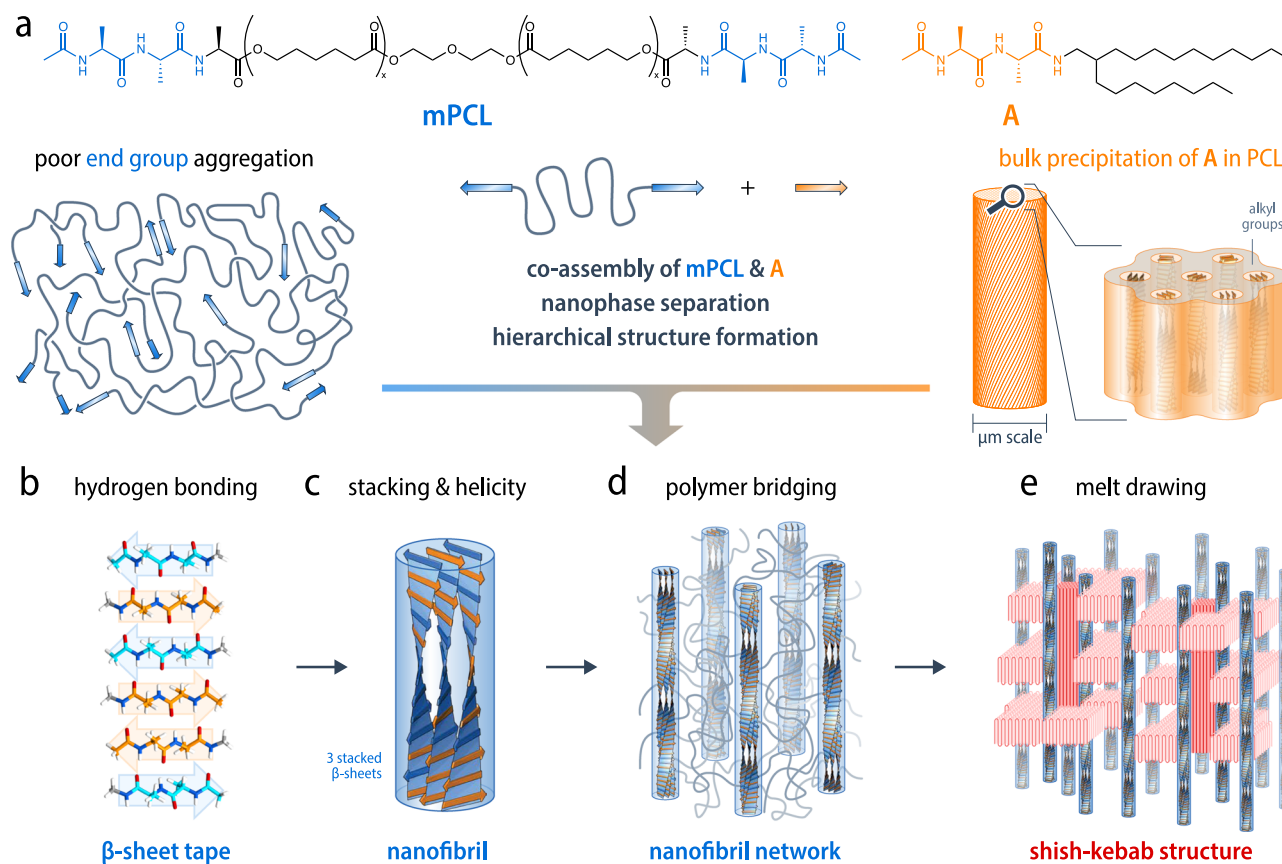 a
mPCL
A
poor end group aggregation
bulk precipitation of A in PCL
+
alkyl
groups
co-assembly of mPCL & A
nanophase separation
hierarchical structure formation
μm scale
b hydrogen bonding
c stacking & helicity
d polymer bridging
e melt drawing
3 stacked
β-sheets
β-sheet tape
nanofibril
nanofibril network
shish-kebab structure